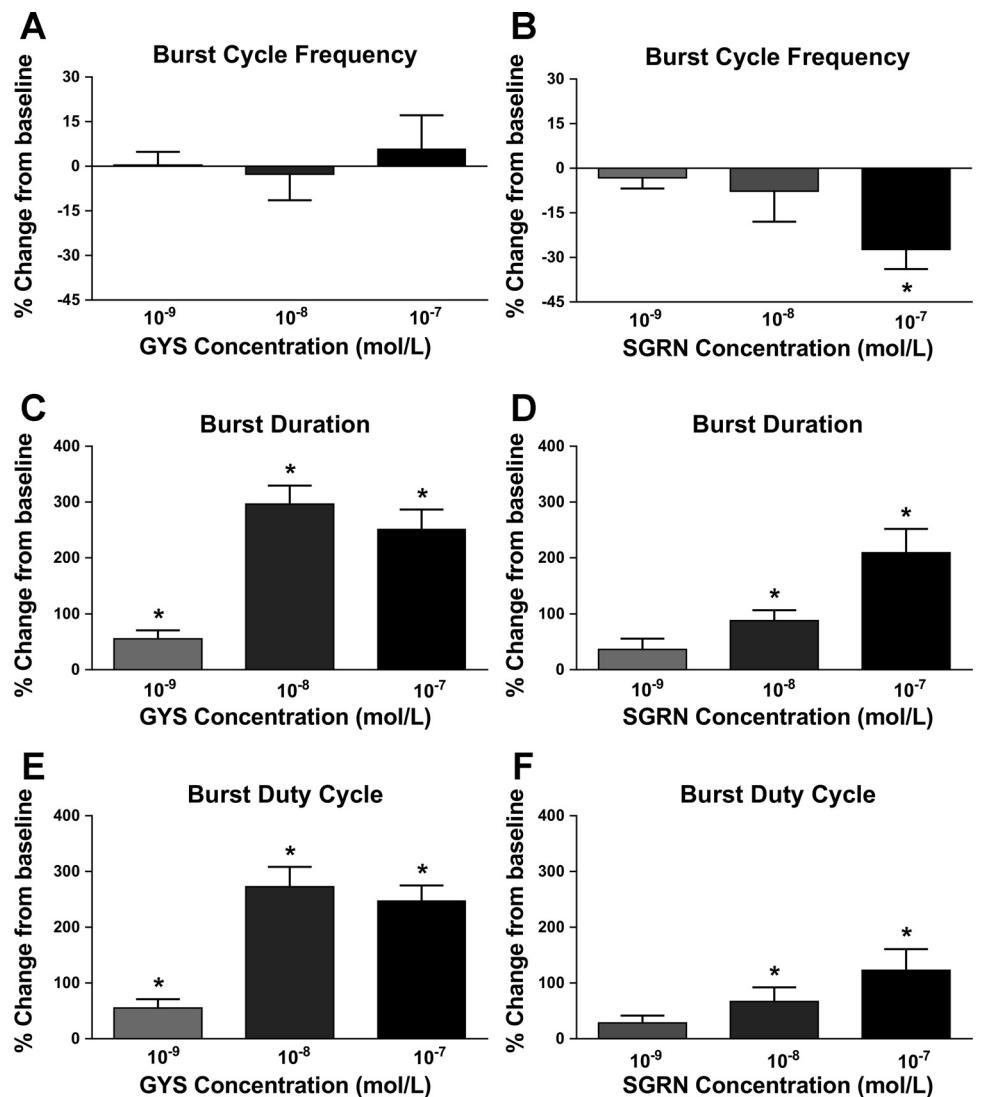 A
Burst Cycle Frequency
% Change from baseline
30
15
0
-15
-30
-45
10-9
10-8
10-7
GYS Concentration (mol/L)
B
Burst Cycle Frequency
% Change from baseline
30
15
0
-15
-30
-45
*
10-9
10-8
10-7
SGRN Concentration (mol/L)
C
Burst Duration
% Change from baseline
400
300
200
100
0
*
*
*
10-9
10-8
10-7
GYS Concentration (mol/L)
D
Burst Duration
% Change from baseline
400
300
200
100
0
*
*
10-9
10-8
10-7
SGRN Concentration (mol/L)
E
Burst Duty Cycle
% Change from baseline
400
300
200
100
0
*
*
*
10-9
10-8
10-7
GYS Concentration (mol/L)
F
Burst Duty Cycle
% Change from baseline
400
300
200
100
0
*
*
10-9
10-8
10-7
SGRN Concentration (mol/L)